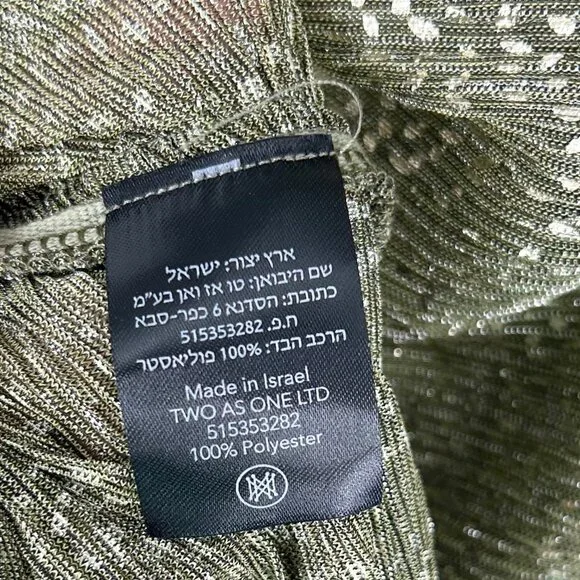 ארץ יצור: ישראל
שם היבואן: טו אז ואן בע"מ
כתובת: הסדנא 6 כפר-סבא
ח.פ. 515353282
הרכב הבד: 100% פוליאסטר
Made in Israel
TWO AS ONE LTD
515353282
100% Polyester